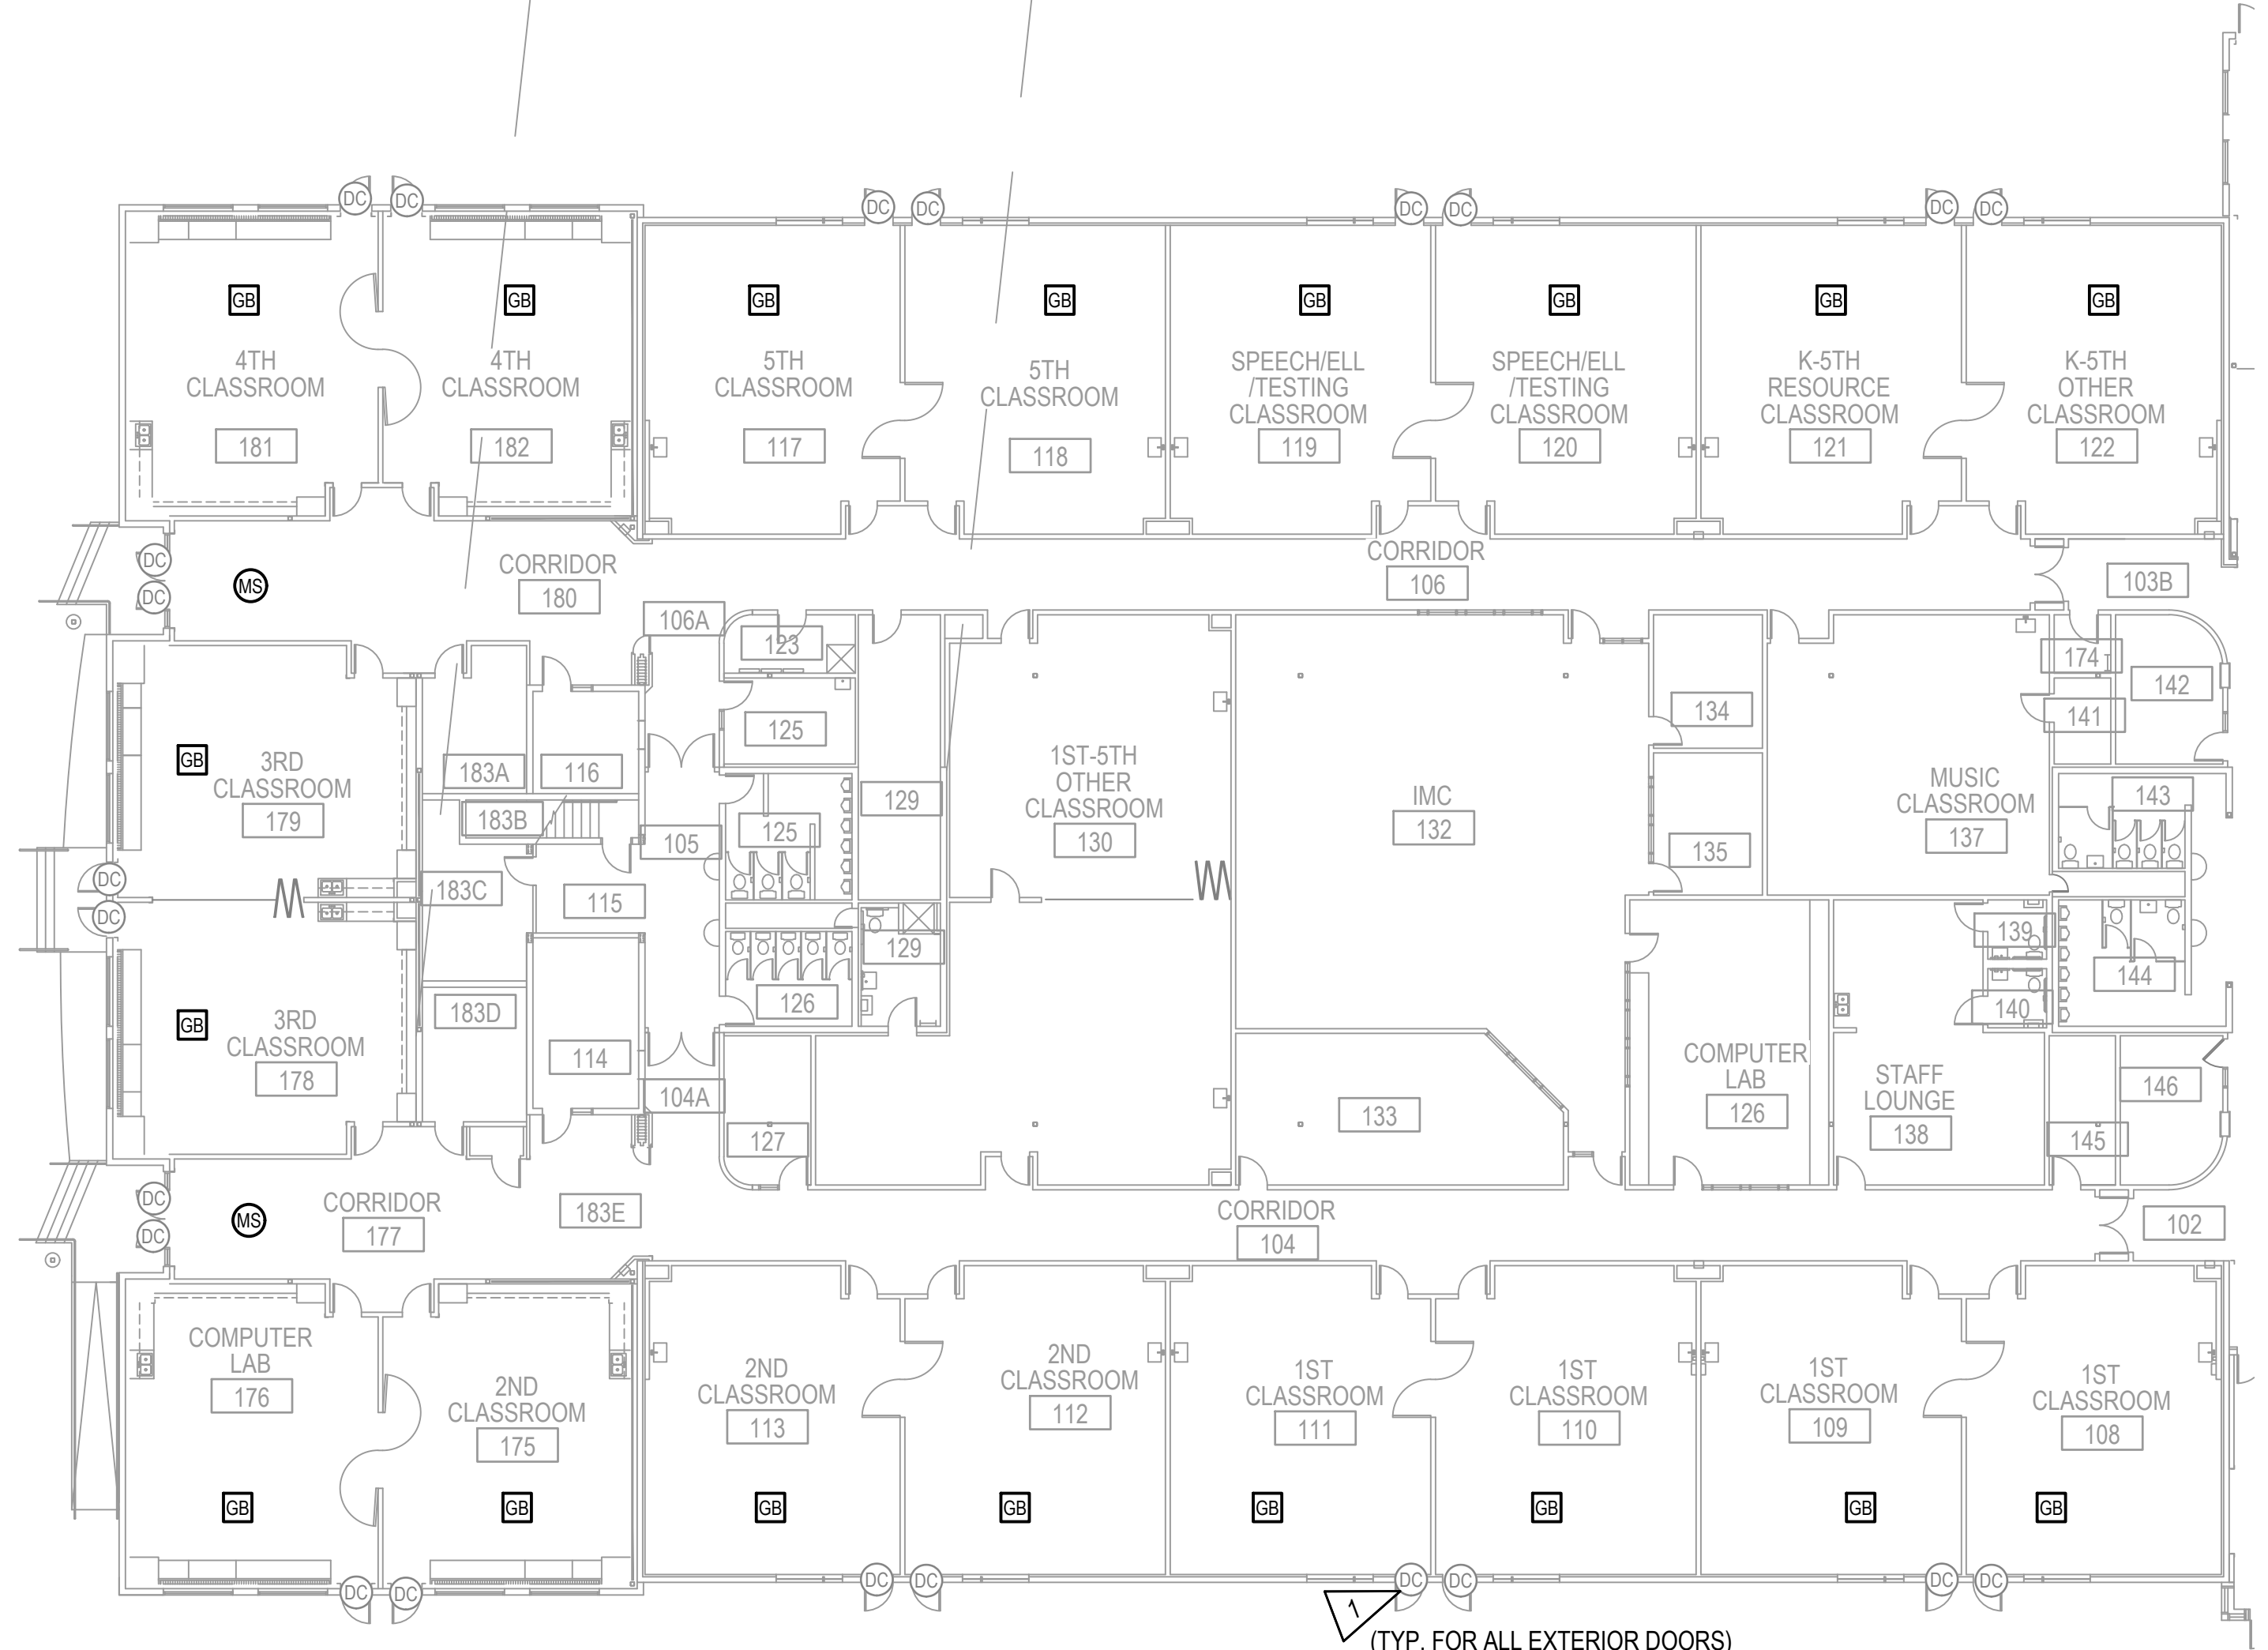 DC DC DC DC DC DC DC DC
GB GB GB GB GB GB GB GB
4TH
CLASSROOM
181
4TH
CLASSROOM
182
5TH
CLASSROOM
117
5TH
CLASSROOM
118
SPEECH/ELL
/TESTING
CLASSROOM
119
SPEECH/ELL
/TESTING
CLASSROOM
120
K-5TH
RESOURCE
CLASSROOM
121
K-5TH
OTHER
CLASSROOM
122
DC
DC
MS
CORRIDOR
180
CORRIDOR
106
103B
106A
123
125
174
142
141
134
GB
3RD
CLASSROOM
179
183A
116
183B
105
125
129
1ST-5TH
OTHER
CLASSROOM
130
IMC
132
135
MUSIC
CLASSROOM
137
143
DC
DC
183C
115
129
139
144
140
GB
3RD
CLASSROOM
178
183D
126
114
104A
127
133
COMPUTER
LAB
126
STAFF
LOUNGE
138
146
145
DC
DC
MS
CORRIDOR
177
183E
CORRIDOR
104
102
COMPUTER
LAB
176
2ND
CLASSROOM
175
2ND
CLASSROOM
113
2ND
CLASSROOM
112
1ST
CLASSROOM
111
1ST
CLASSROOM
110
1ST
CLASSROOM
109
1ST
CLASSROOM
108
GB GB GB GB GB GB GB GB
DC DC DC DC DC DC DC DC
1
(TYP. FOR ALL EXTERIOR DOORS)